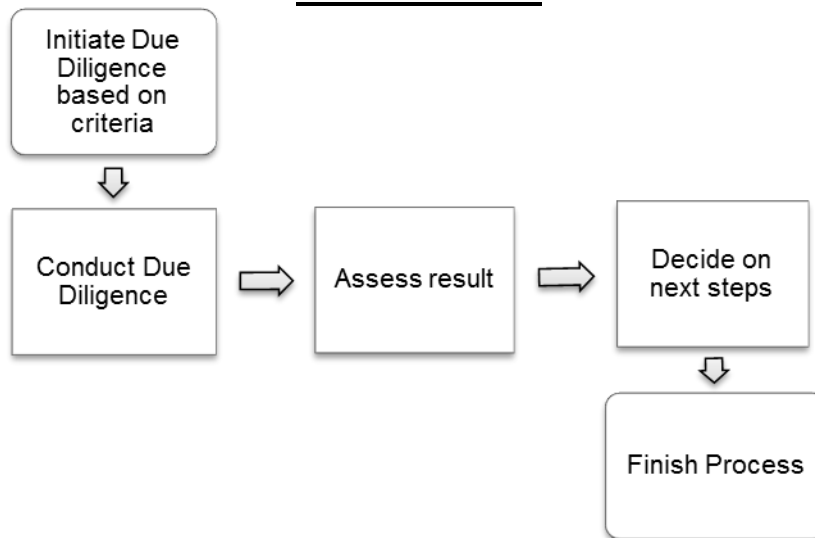 Initiate Due
Diligence
based on
criteria
Conduct Due
Diligence
Assess result
Decide on
next steps
Finish Process